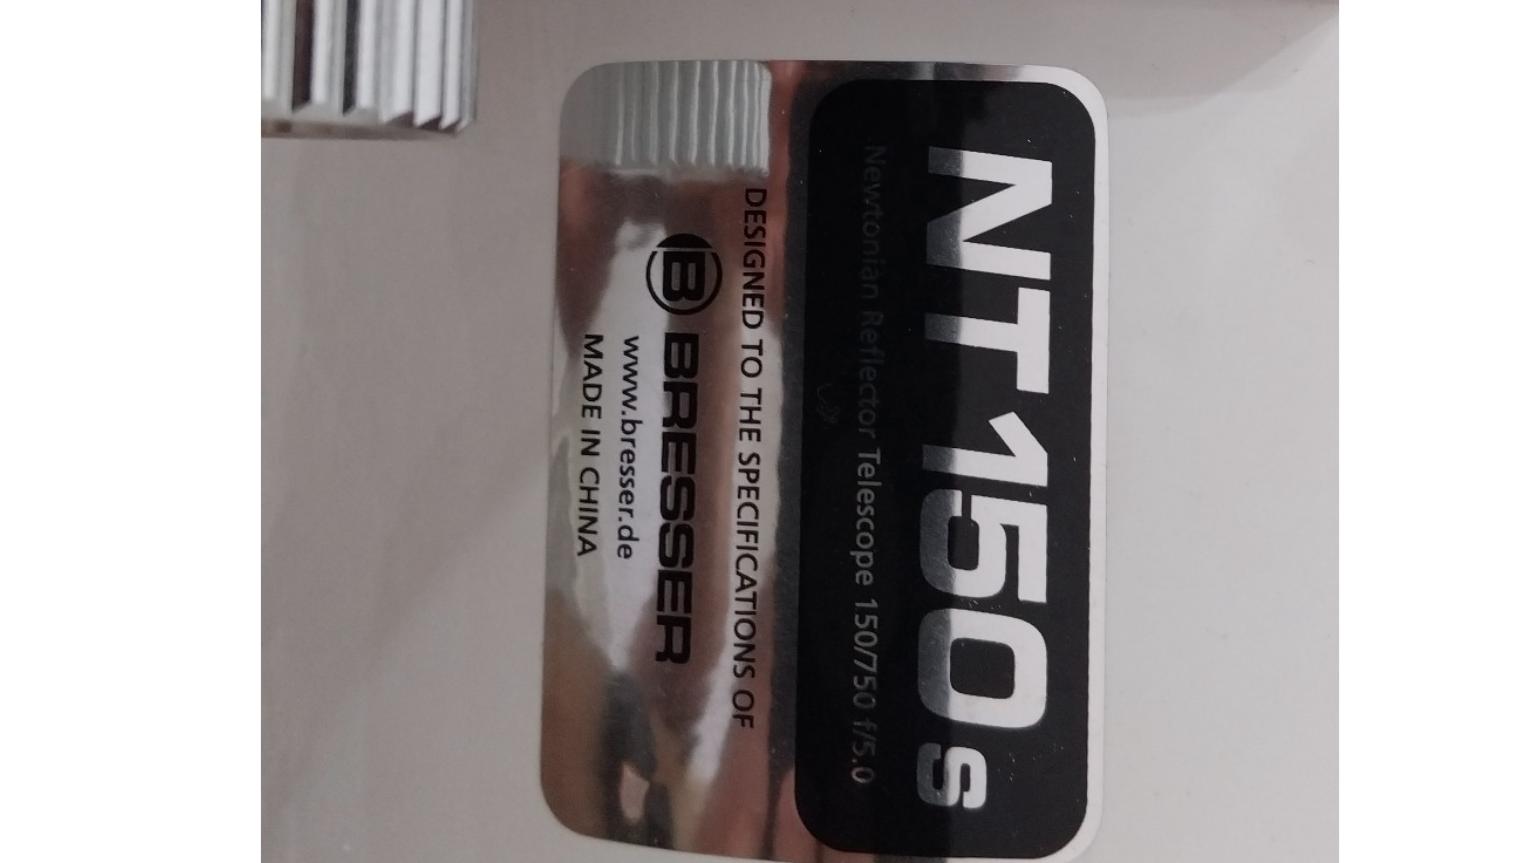 NT150S
Newtonian Reflector Telescope 150/750 f/5.0
DESIGNED TO THE SPECIFICATIONS OF
B BRESSER
www.bresser.de
MADE IN CHINA